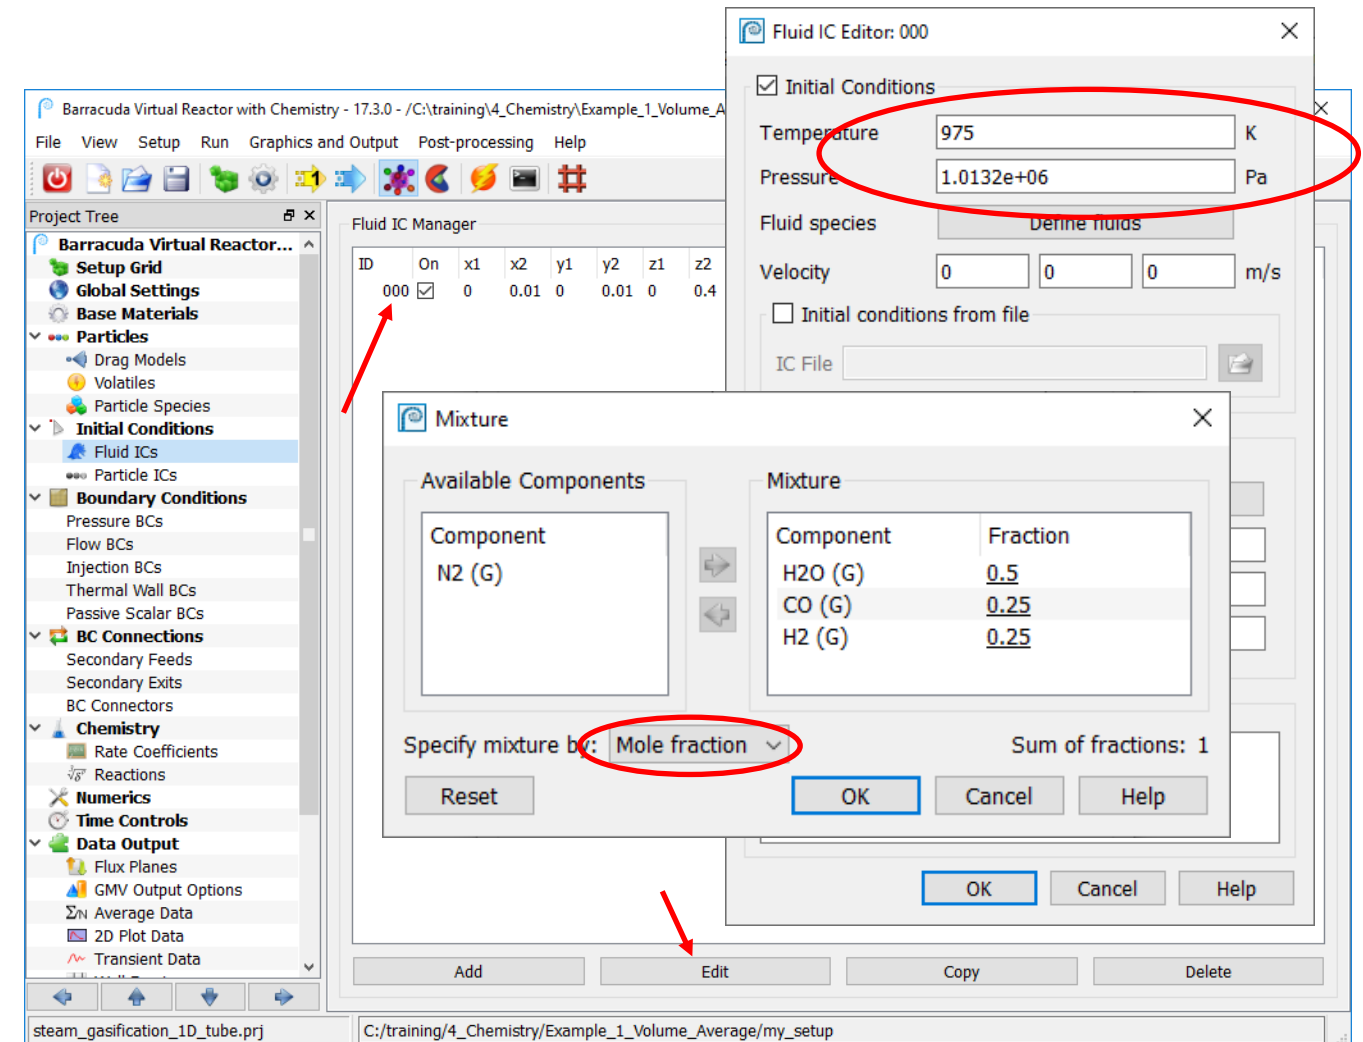 Fluid IC Editor: 000
Initial Conditions
Temperature 975 K
Pressure 1.0132e+06 Pa
Fluid species Define fluids
Velocity 0 0 0 m/s
Initial conditions from file
IC File
Barracuda Virtual Reactor with Chemistry - 17.3.0 - /C:\training\4_Chemistry\Example_1_Volume_A
File View Setup Run Graphics and Output Post-processing Help
Project Tree
Barracuda Virtual Reactor...
Setup Grid
Global Settings
Base Materials
Particles
Drag Models
Volatiles
Particle Species
Initial Conditions
Fluid ICs
Particle ICs
Boundary Conditions
Pressure BCs
Flow BCs
Injection BCs
Thermal Wall BCs
Passive Scalar BCs
BC Connections
Secondary Feeds
Secondary Exits
BC Connectors
Chemistry
Rate Coefficients
Reactions
Numerics
Time Controls
Data Output
Flux Planes
GMV Output Options
Σ/N Average Data
2D Plot Data
Transient Data
Fluid IC Manager
ID On x1 x2 y1 y2 z1 z2
000 0 0.01 0 0.01 0 0.4
Mixture
Available Components
Component
N2 (G)
Mixture
Component Fraction
H2O (G) 0.5
CO (G) 0.25
H2 (G) 0.25
Specify mixture by: Mole fraction
Sum of fractions: 1
Reset OK Cancel Help
OK Cancel Help
Add Edit Copy Delete
steam_gasification_1D_tube.prj C:/training/4_Chemistry/Example_1_Volume_Average/my_setup